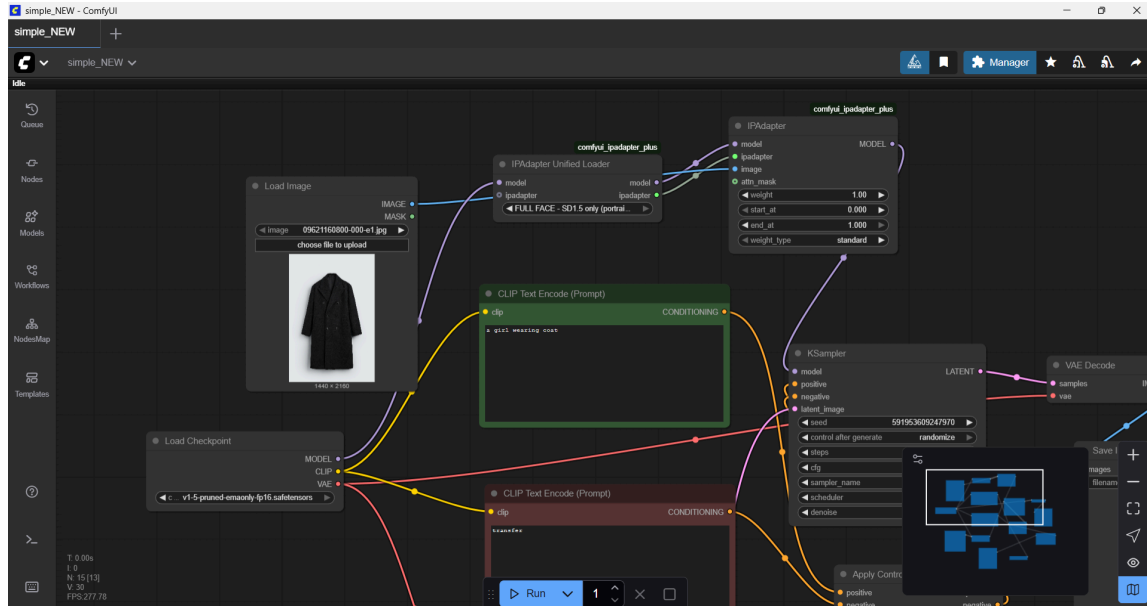 simple_NEW - ComfyUI
simple_NEW
simple_NEW
Manager
Idle
Queue
Nodes
Models
Workflows
NodesMap
Templates
T: 0.00s
I: 0
N: 15 [13]
V: 30
FPS:277.78
Load Image
IMAGE
MASK
image 09621160800-000-e1.jpg
choose file to upload
1440 × 2160
Load Checkpoint
MODEL
CLIP
VAE
c... v1-5-pruned-emaonly-fp16.safetensors
comfyui_ipadapter_plus
IPAdapter Unified Loader
model model
ipadapter ipadapter
FULL FACE - SD1.5 only (portrai...
comfyui_ipadapter_plus
IPAdapter
model MODEL
ipadapter
image
attn_mask
weight 1.00
start_at 0.000
end_at 1.000
weight_type standard
CLIP Text Encode (Prompt)
clip CONDITIONING
a girl wearing coat
CLIP Text Encode (Prompt)
clip CONDITIONING
transfer
KSampler
model LATENT
positive
negative
latent_image
seed 591953609247970
control after generate randomize
steps
cfg
sampler_name
scheduler
denoise
VAE Decode
samples
vae
Save I
mages
filenam
Apply Contro
positive
negative negative
Run 1